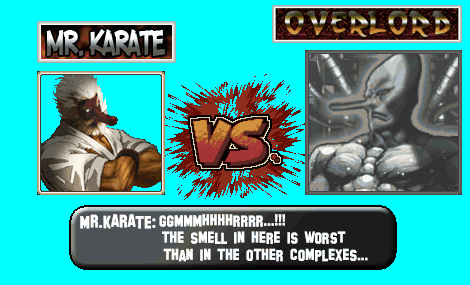 OVERLORD
MR. KARATE
VS.
MR.KARATE: GGMMMHHHHRRRR...!!!
THE SMELL IN HERE IS WORST
THAN IN THE OTHER COMPLEXES...